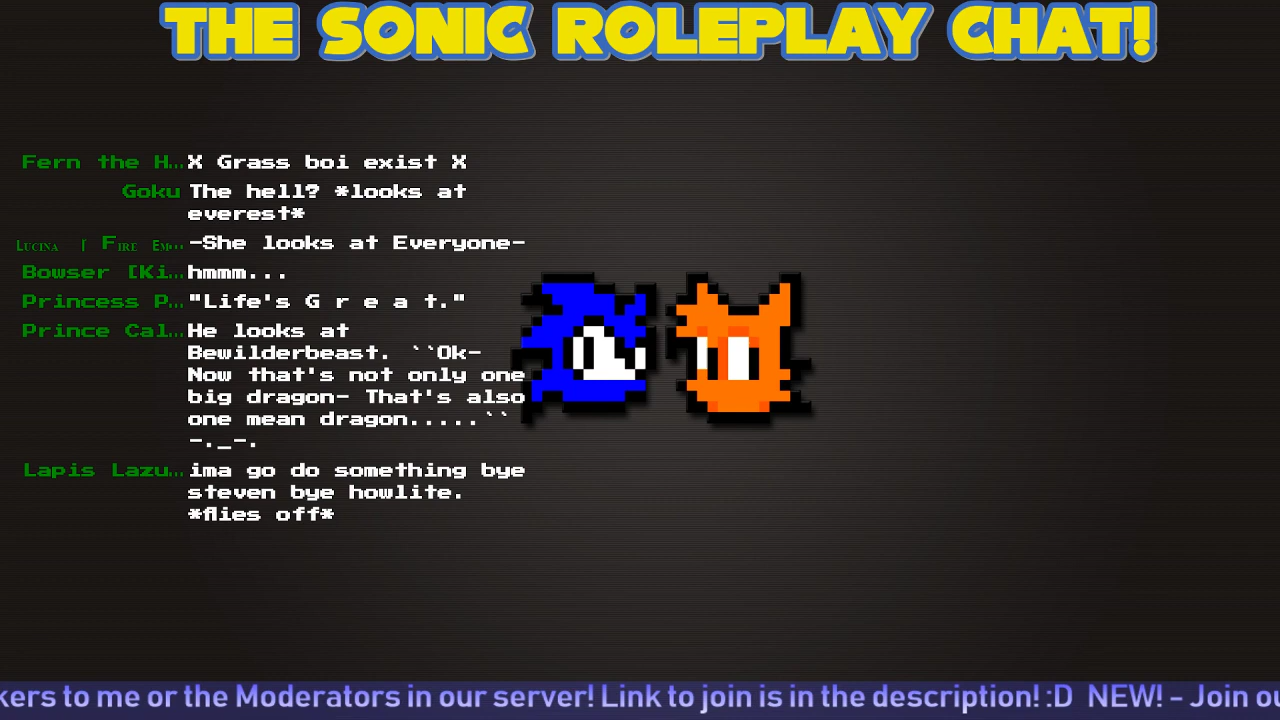 THE SONIC ROLEPLAY CHAT!
Fern the H... X Grass boi exist X
Goku The hell? *looks at
everest*
Lucina | Fire Em... -She looks at Everyone-
Bowser [Ki... hmmm...
Princess P... "Life's G r e a t."
Prince Cal... He looks at
Bewilderbeast. ``Ok-
Now that's not only one
big dragon- That's also
one mean dragon.....``
-._-.
Lapis Lazu... ima go do something bye
steven bye howlite.
*flies off*
kers to me or the Moderators in our server! Link to join is in the description! :D NEW! - Join ou